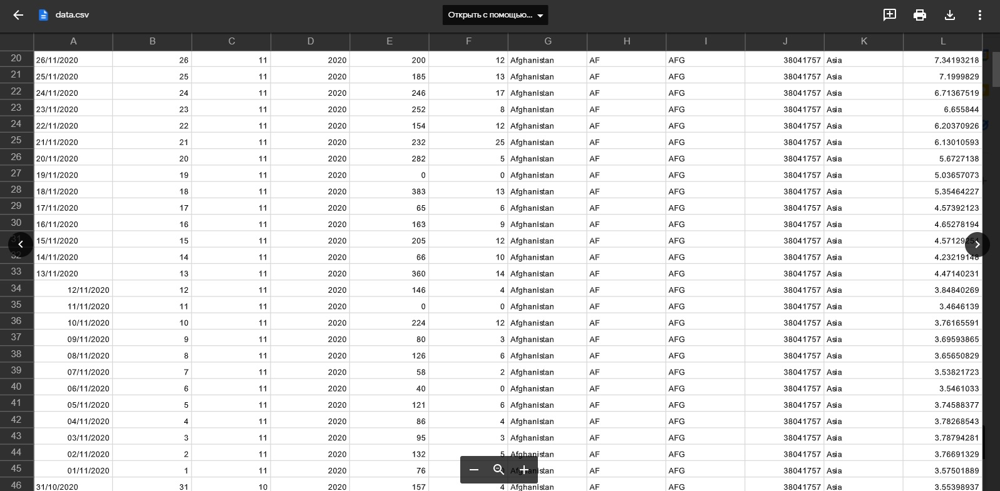 data.csv Открыть с помощью...
A B C D E F G H I J K L
20 26/11/2020 26 11 2020 200 12 Afghanistan AF AFG 38041757 Asia 7.34193218
21 25/11/2020 25 11 2020 185 13 Afghanistan AF AFG 38041757 Asia 7.1999829
22 24/11/2020 24 11 2020 246 17 Afghanistan AF AFG 38041757 Asia 6.71367519
23 23/11/2020 23 11 2020 252 8 Afghanistan AF AFG 38041757 Asia 6.655844
24 22/11/2020 22 11 2020 154 12 Afghanistan AF AFG 38041757 Asia 6.20370926
25 21/11/2020 21 11 2020 232 25 Afghanistan AF AFG 38041757 Asia 6.13010593
26 20/11/2020 20 11 2020 282 5 Afghanistan AF AFG 38041757 Asia 5.6727138
27 19/11/2020 19 11 2020 0 0 Afghanistan AF AFG 38041757 Asia 5.03657073
28 18/11/2020 18 11 2020 383 13 Afghanistan AF AFG 38041757 Asia 5.35464227
29 17/11/2020 17 11 2020 65 6 Afghanistan AF AFG 38041757 Asia 4.57392123
30 16/11/2020 16 11 2020 163 9 Afghanistan AF AFG 38041757 Asia 4.65278194
31 15/11/2020 15 11 2020 205 12 Afghanistan AF AFG 38041757 Asia 4.57129254
32 14/11/2020 14 11 2020 66 10 Afghanistan AF AFG 38041757 Asia 4.23219148
33 13/11/2020 13 11 2020 360 14 Afghanistan AF AFG 38041757 Asia 4.47140231
34 12/11/2020 12 11 2020 146 4 Afghanistan AF AFG 38041757 Asia 3.84840269
35 11/11/2020 11 11 2020 0 0 Afghanistan AF AFG 38041757 Asia 3.4646139
36 10/11/2020 10 11 2020 224 12 Afghanistan AF AFG 38041757 Asia 3.76165591
37 09/11/2020 9 11 2020 80 3 Afghanistan AF AFG 38041757 Asia 3.69593865
38 08/11/2020 8 11 2020 126 6 Afghanistan AF AFG 38041757 Asia 3.65650829
39 07/11/2020 7 11 2020 58 2 Afghanistan AF AFG 38041757 Asia 3.53821723
40 06/11/2020 6 11 2020 40 0 Afghanistan AF AFG 38041757 Asia 3.5461033
41 05/11/2020 5 11 2020 121 6 Afghanistan AF AFG 38041757 Asia 3.74588377
42 04/11/2020 4 11 2020 86 4 Afghanistan AF AFG 38041757 Asia 3.78268543
43 03/11/2020 3 11 2020 95 3 Afghanistan AF AFG 38041757 Asia 3.78794281
44 02/11/2020 2 11 2020 132 5 Afghanistan AF AFG 38041757 Asia 3.76691329
45 01/11/2020 1 11 2020 76 Afghanistan AF AFG 38041757 Asia 3.57501889
46 31/10/2020 31 10 2020 157 4 Afghanistan AF AFG 38041757 Asia 3.55398937